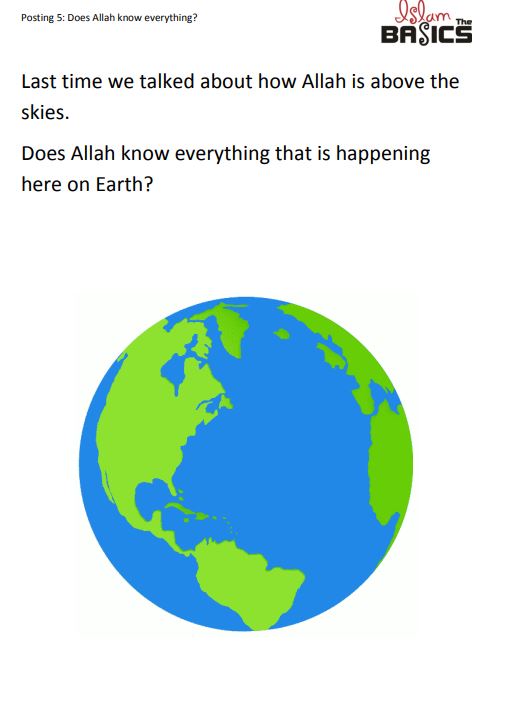 Posting 5: Does Allah know everything?
Islam The
BASICS
Last time we talked about how Allah is above the
skies.
Does Allah know everything that is happening
here on Earth?